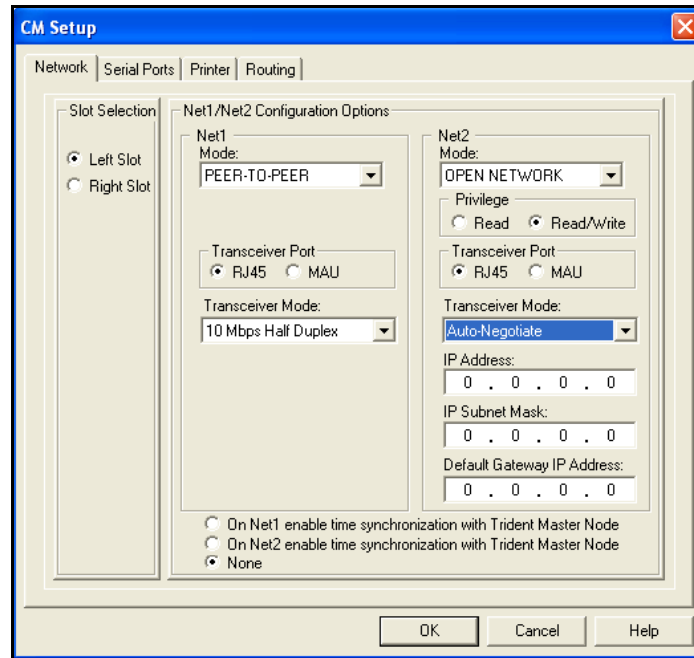 CM Setup
Network
Serial Ports
Printer
Routing
Slot Selection
Left Slot
Right Slot
Net1/Net2 Configuration Options
Net1
Mode:
PEER-TO-PEER
Transceiver Port
RJ45 MAU
Transceiver Mode:
10 Mbps Half Duplex
Net2
Mode:
OPEN NETWORK
Privilege
Read Read/Write
Transceiver Port
RJ45 MAU
Transceiver Mode:
Auto-Negotiate
IP Address:
0 . 0 . 0 . 0
IP Subnet Mask:
0 . 0 . 0 . 0
Default Gateway IP Address:
0 . 0 . 0 . 0
On Net1 enable time synchronization with Trident Master Node
On Net2 enable time synchronization with Trident Master Node
None
OK
Cancel
Help